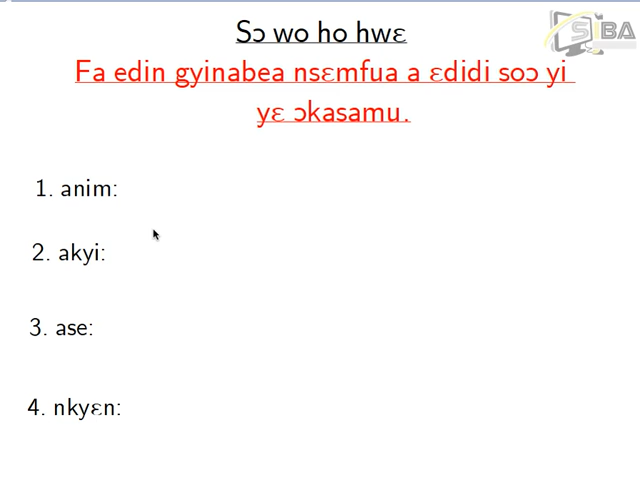 SiBA
Sɔ wo ho hwɛ
Fa edin gyinabea nsɛmfua a ɛdidi soɔ yi
yɛ ɔkasamu.
1. anim:
2. akyi:
3. ase:
4. nkyɛn: